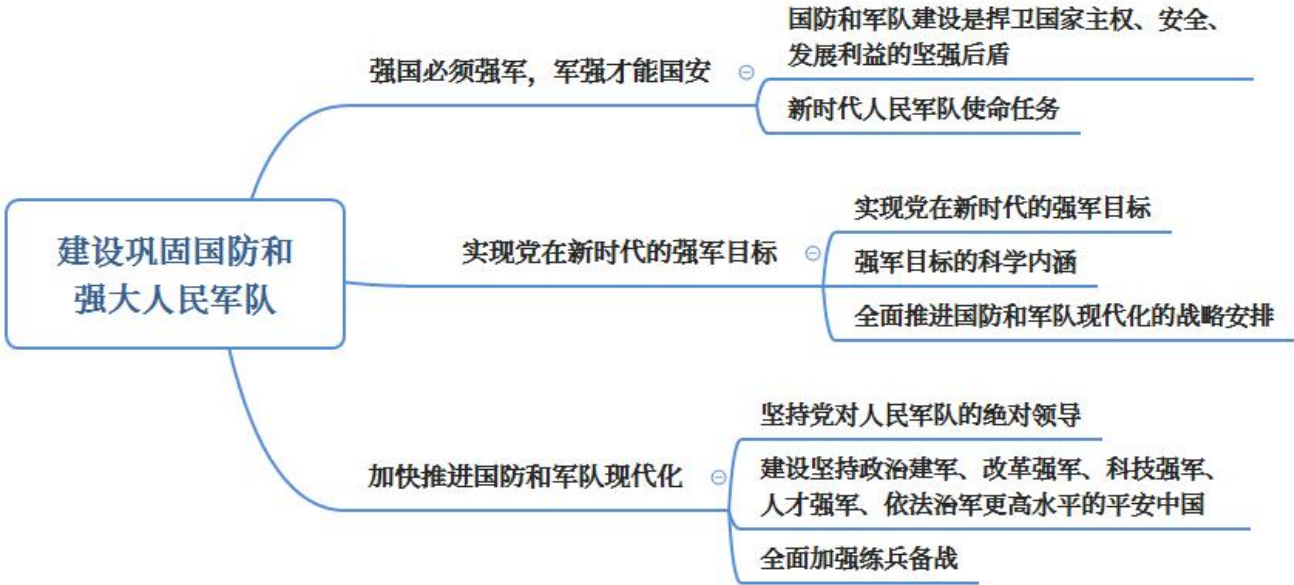 建设巩固国防和
强大人民军队
强国必须强军，军强才能国安
国防和军队建设是捍卫国家主权、安全、
发展利益的坚强后盾
新时代人民军队使命任务
实现党在新时代的强军目标
实现党在新时代的强军目标
强军目标的科学内涵
全面推进国防和军队现代化的战略安排
加快推进国防和军队现代化
坚持党对人民军队的绝对领导
建设坚持政治建军、改革强军、科技强军、
人才强军、依法治军更高水平的平安中国
全面加强练兵备战